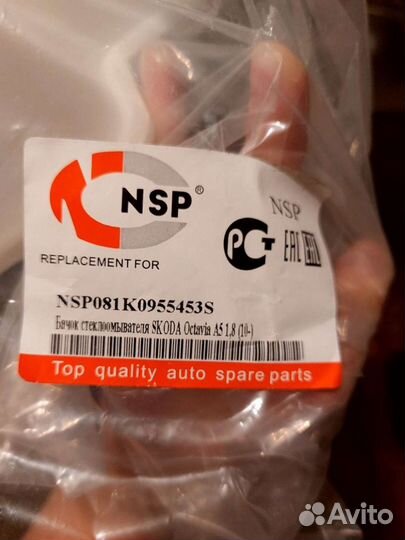 NSP®
NSP
РСТ EAC
REPLACEMENT FOR
NSP081K0955453S
Бачок стеклоомывателя SKODA Octavia A5 1,8 (10-)
Top quality auto spare parts
Avito